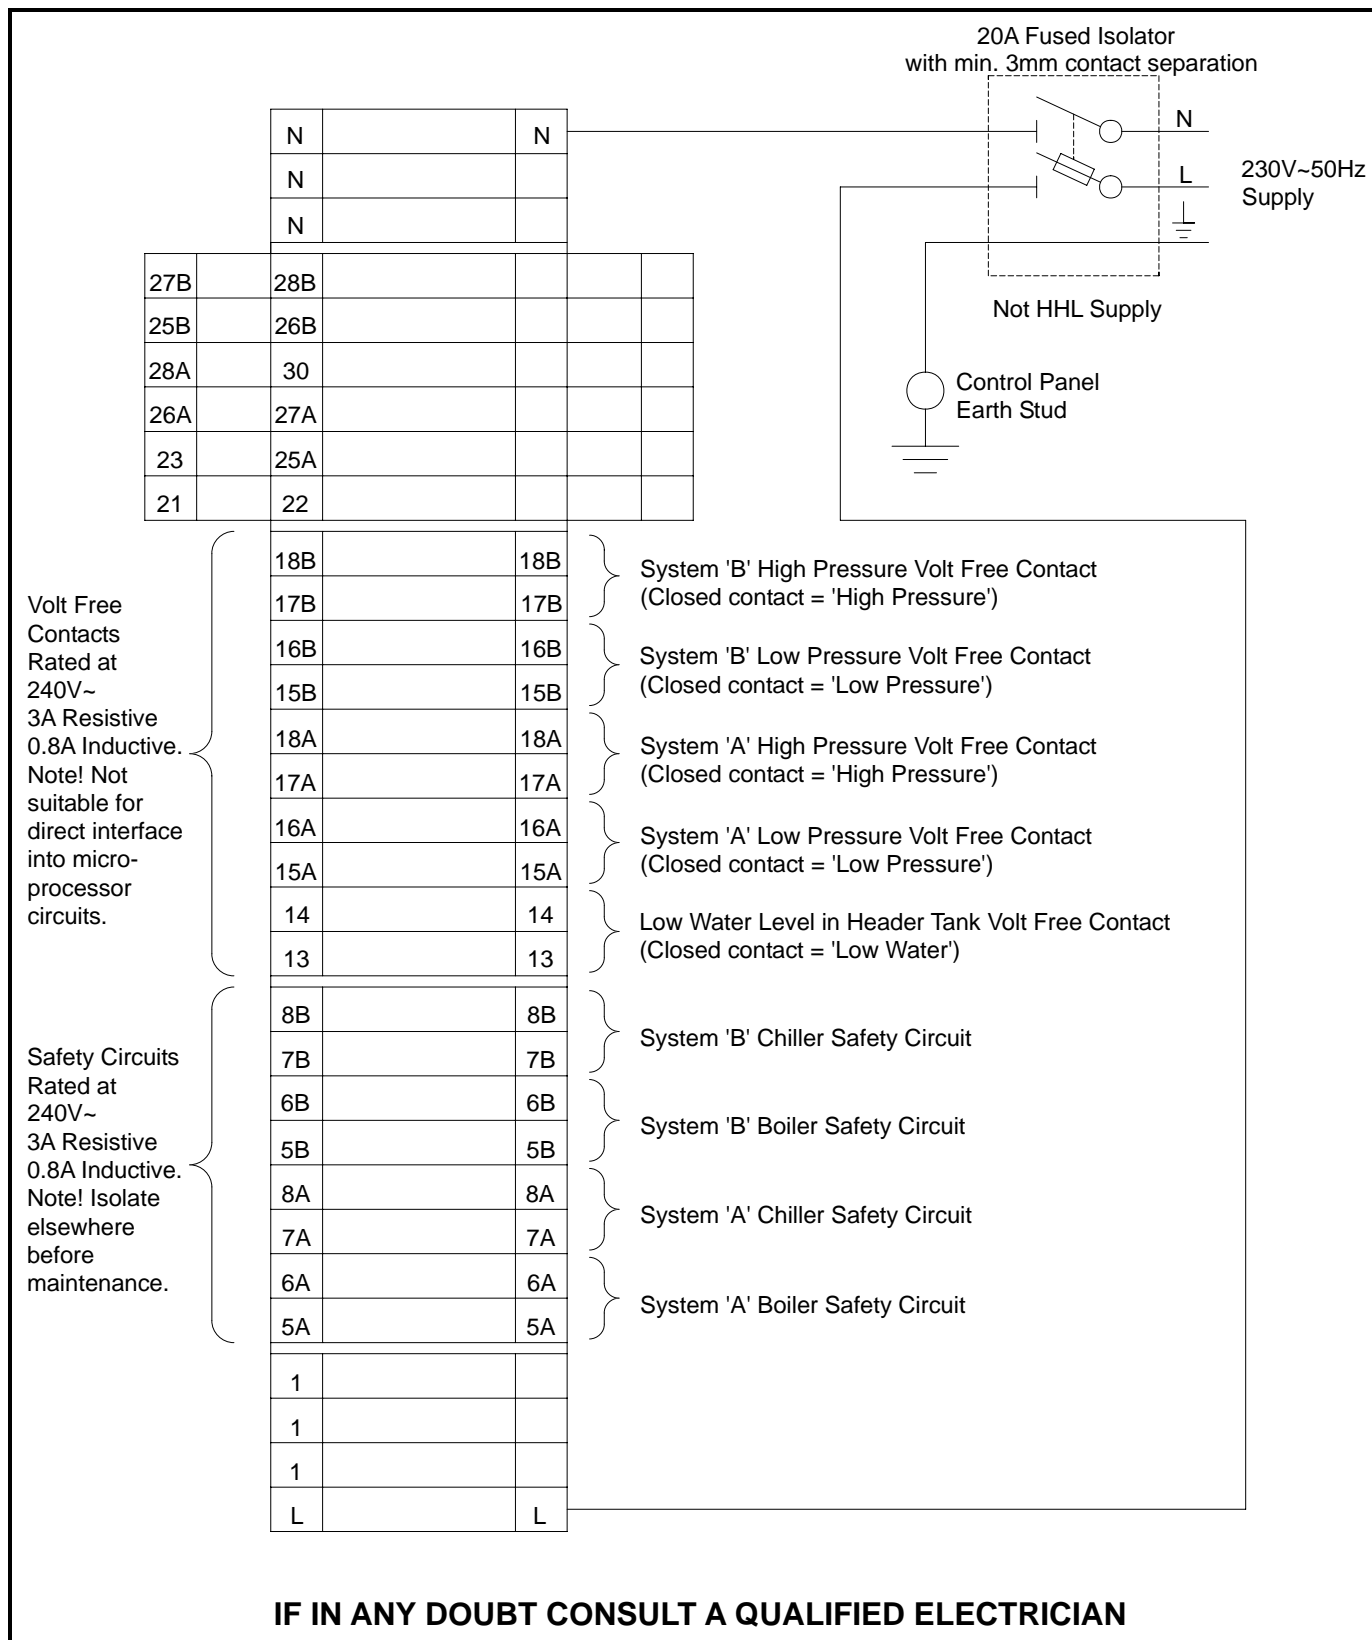 20A Fused Isolator
with min. 3mm contact separation
N N
N
N
N
L
230V~50Hz
Supply
Not HHL Supply
Control Panel
Earth Stud
27B 28B
25B 26B
28A 30
26A 27A
23 25A
21 22
Volt Free
Contacts
Rated at
240V~
3A Resistive
0.8A Inductive.
Note! Not
suitable for
direct interface
into micro-
processor
circuits.
18B 18B
17B 17B
16B 16B
15B 15B
18A 18A
17A 17A
16A 16A
15A 15A
14 14
13 13
System 'B' High Pressure Volt Free Contact
(Closed contact = 'High Pressure')
System 'B' Low Pressure Volt Free Contact
(Closed contact = 'Low Pressure')
System 'A' High Pressure Volt Free Contact
(Closed contact = 'High Pressure')
System 'A' Low Pressure Volt Free Contact
(Closed contact = 'Low Pressure')
Low Water Level in Header Tank Volt Free Contact
(Closed contact = 'Low Water')
Safety Circuits
Rated at
240V~
3A Resistive
0.8A Inductive.
Note! Isolate
elsewhere
before
maintenance.
8B 8B
7B 7B
6B 6B
5B 5B
8A 8A
7A 7A
6A 6A
5A 5A
System 'B' Chiller Safety Circuit
System 'B' Boiler Safety Circuit
System 'A' Chiller Safety Circuit
System 'A' Boiler Safety Circuit
1
1
1
L L
IF IN ANY DOUBT CONSULT A QUALIFIED ELECTRICIAN